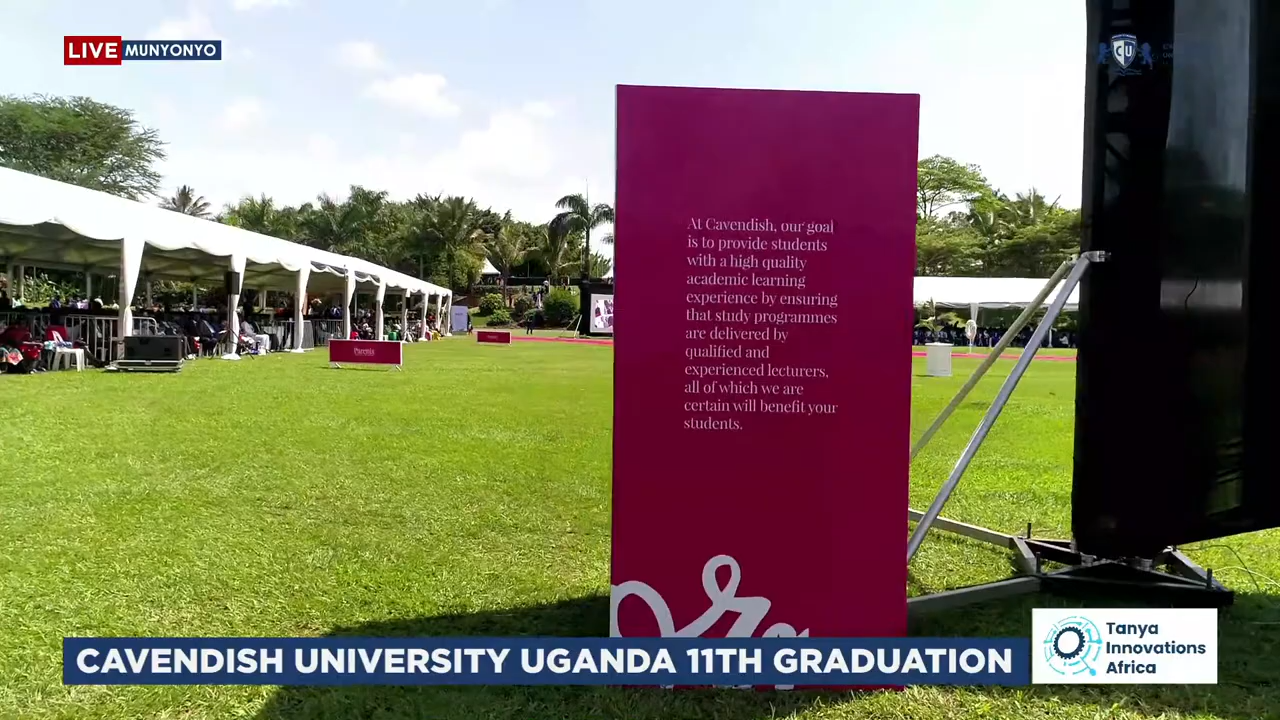 LIVE MUNYONYO
CU
At Cavendish, our goal
is to provide students
with a high quality
academic learning
experience by ensuring
that study programmes
are delivered by
qualified and
experienced lecturers,
all of which we are
certain will benefit your
students.
Parents
CAVENDISH UNIVERSITY UGANDA 11TH GRADUATION
Tanya
Innovations
Africa